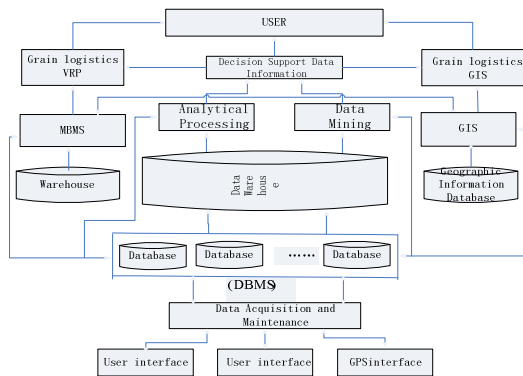 USER
Grain logistics
VRP
Decision Support Data
Information
Grain logistics
GIS
Analytical
Processing
Data
Mining
MBMS
GIS
Warehouse
Data
Ware
hous
e
Geographic
Information
Database
Database
Database
......
Database
(DBMS)
Data Acquisition and
Maintenance
User interface
User interface
GPSinterface